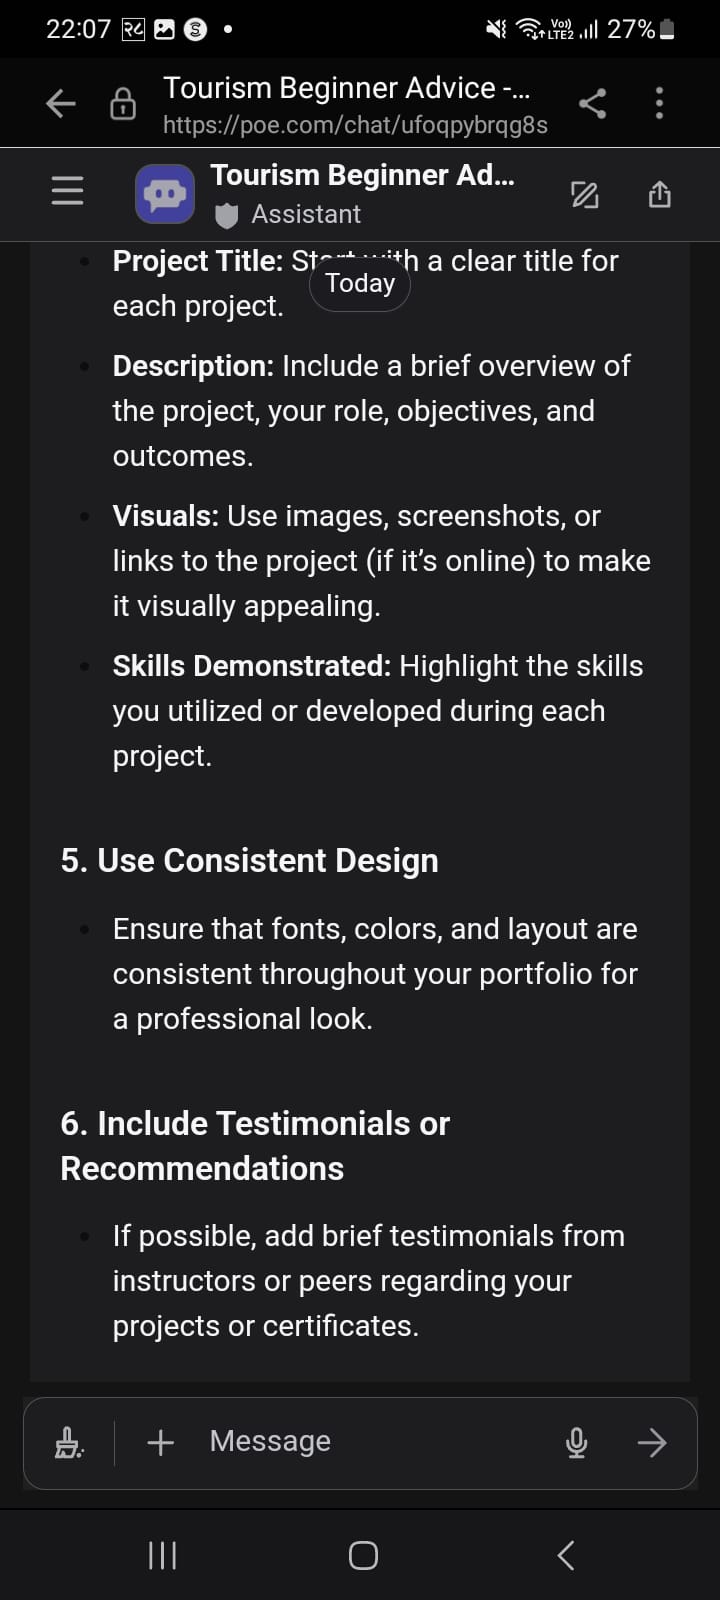 22:07
Vo))
LTE2
27%
Tourism Beginner Advice -...
https://poe.com/chat/ufoqpybrqg8s
Tourism Beginner Ad...
Assistant
Project Title: Start with a clear title for
Today
each project.
Description: Include a brief overview of
the project, your role, objectives, and
outcomes.
Visuals: Use images, screenshots, or
links to the project (if it’s online) to make
it visually appealing.
Skills Demonstrated: Highlight the skills
you utilized or developed during each
project.
5. Use Consistent Design
Ensure that fonts, colors, and layout are
consistent throughout your portfolio for
a professional look.
6. Include Testimonials or
Recommendations
If possible, add brief testimonials from
instructors or peers regarding your
projects or certificates.
Message